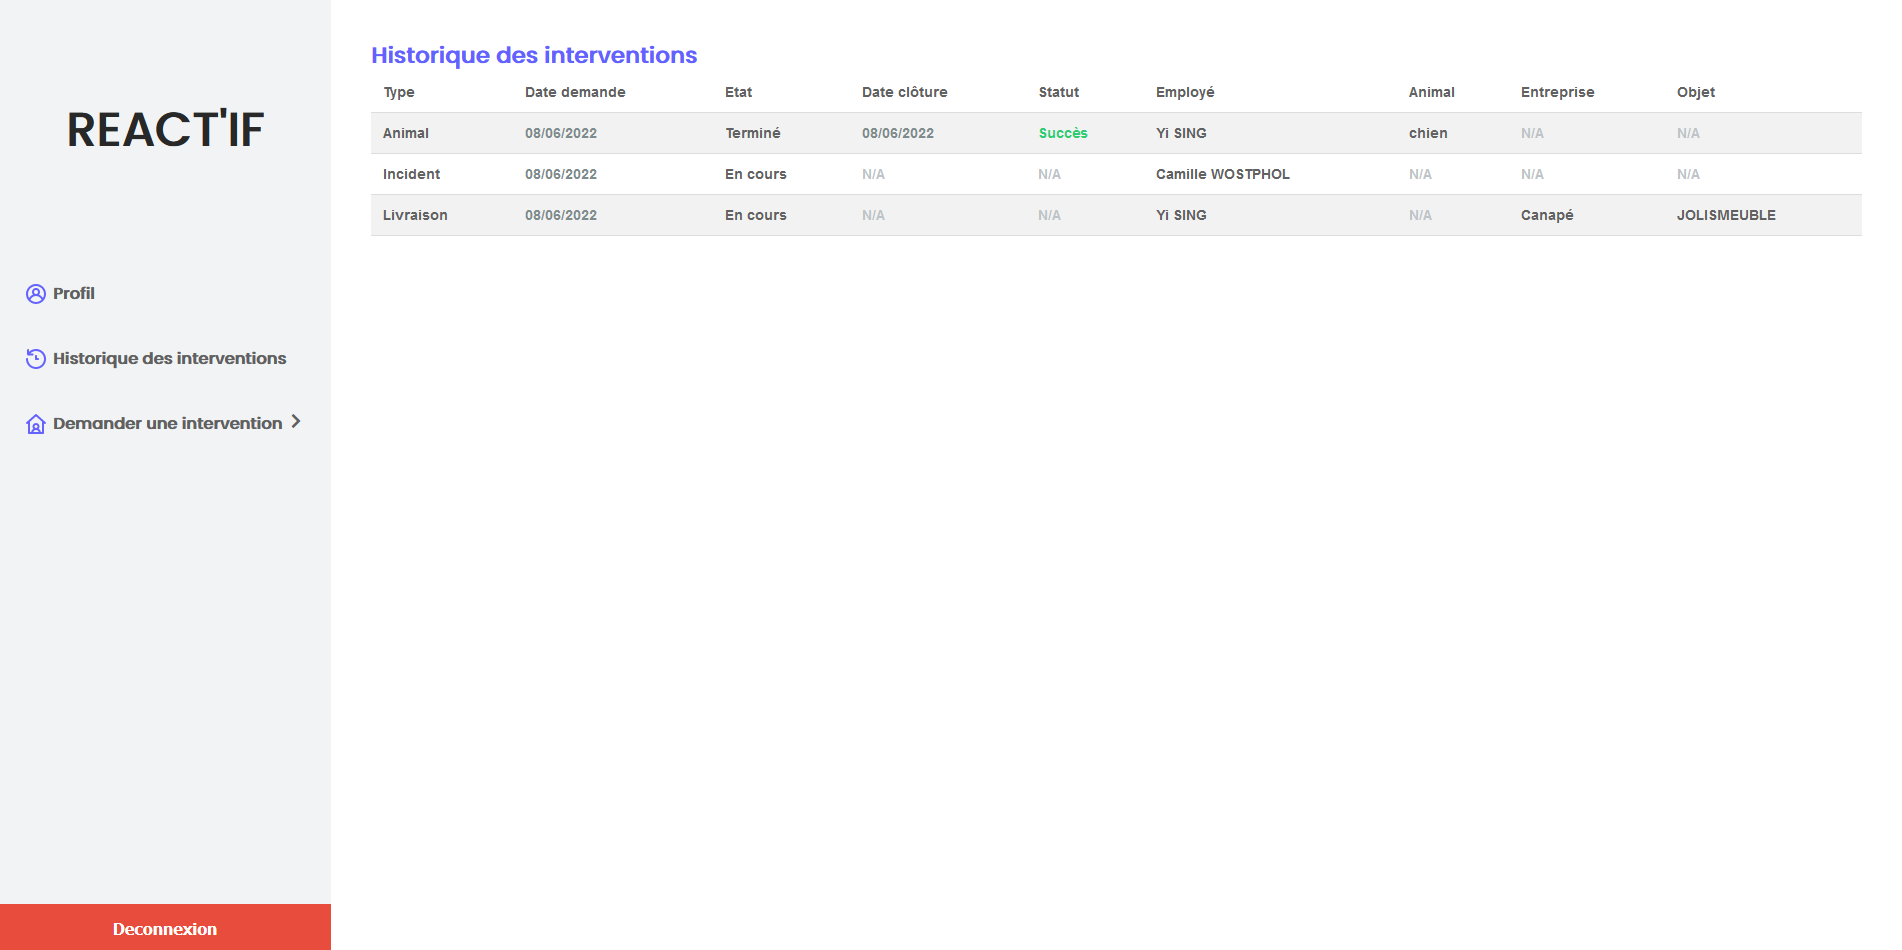 REACT'IF
Profil
Historique des interventions
Demander une intervention
Deconnexion
Historique des interventions
Type Date demande Etat Date clôture Statut Employé Animal Entreprise Objet
Animal 08/06/2022 Terminé 08/06/2022 Succès Yi SING chien N/A N/A
Incident 08/06/2022 En cours N/A N/A Camille WOSTPHOL N/A N/A N/A
Livraison 08/06/2022 En cours N/A N/A Yi SING N/A Canapé JOLISMEUBLE